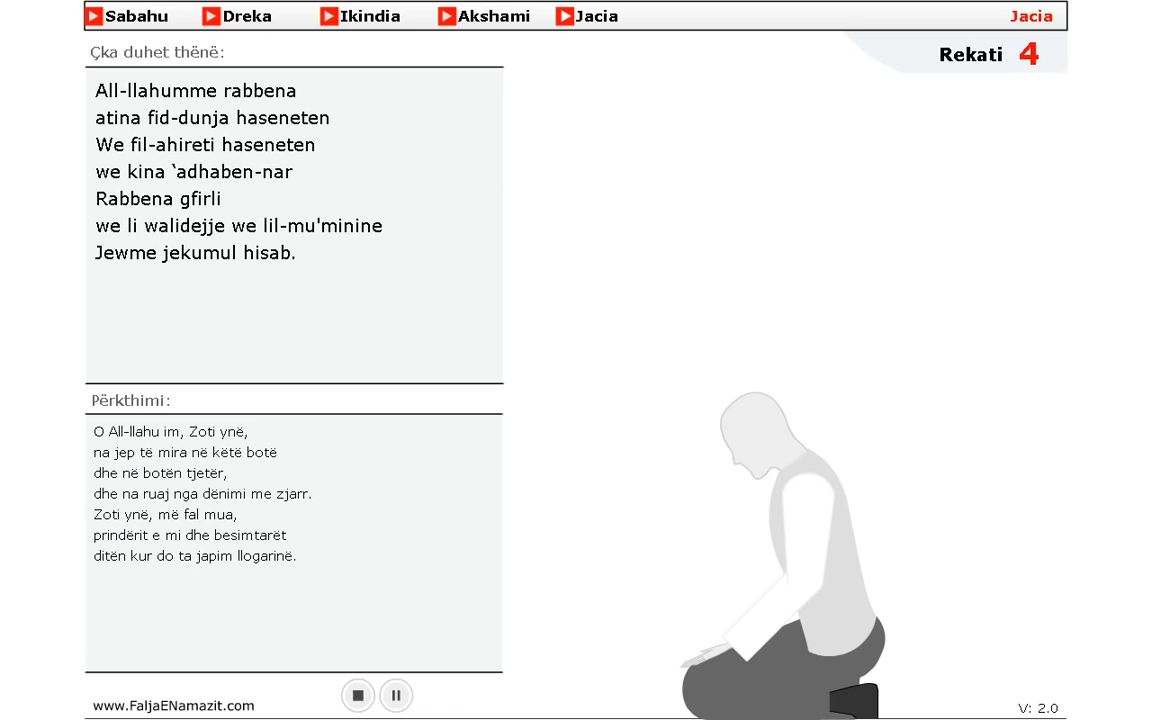 Sabahu Dreka Ikindia Akshami Jacia Jacia
Çka duhet thënë:
Rekati 4
All-llahumme rabbena
atina fid-dunja haseneten
We fil-ahireti haseneten
we kina ‵adhaben-nar
Rabbena gfirli
we li walidejje we lil-mu'minine
Jewme jekumul hisab.
Përkthimi:
O All-llahu im, Zoti ynë,
na jep të mira në këtë botë
dhe në botën tjetër,
dhe na ruaj nga dënimi me zjarr.
Zoti ynë, më fal mua,
prindërit e mi dhe besimtarët
ditën kur do ta japim llogarinë.
www.FaljaENamazit.com
V: 2.0